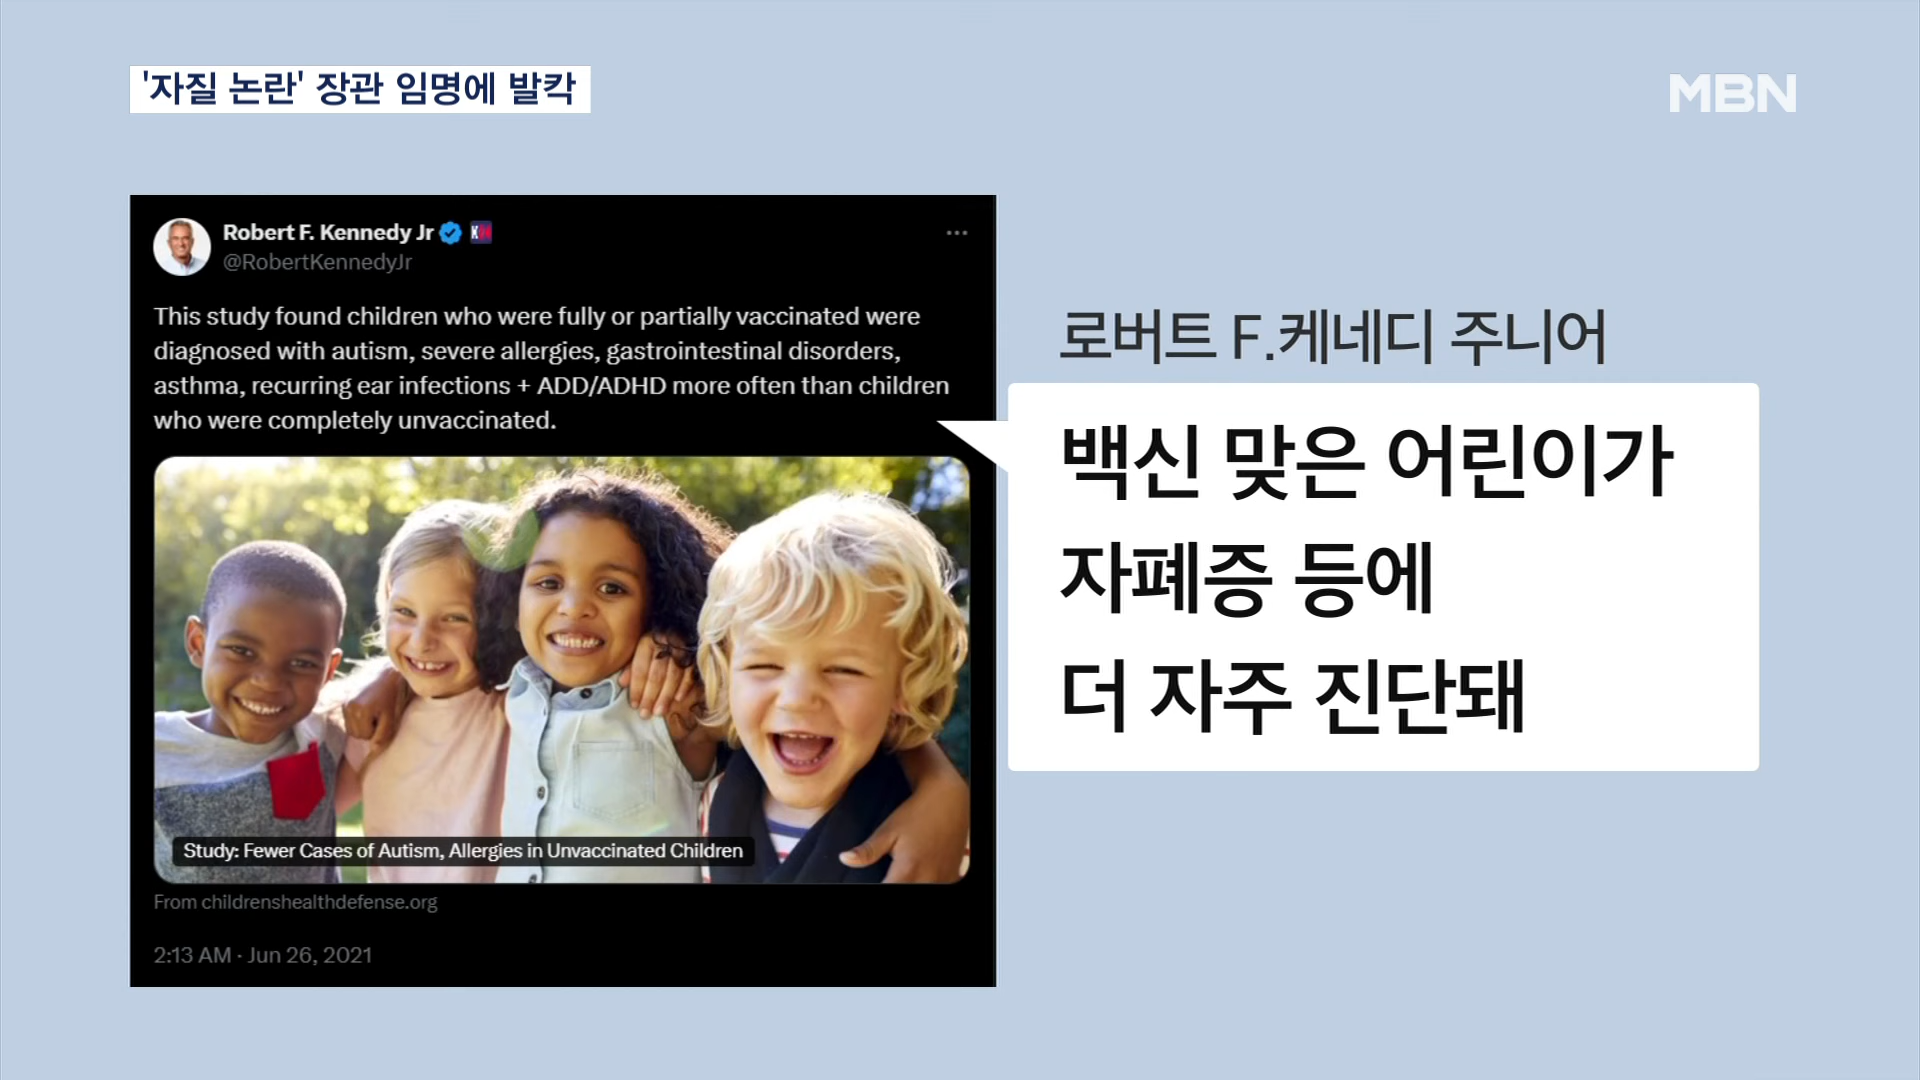 '자질 논란' 장관 임명에 발칵
MBN
Robert F. Kennedy Jr
@RobertKennedyJr
This study found children who were fully or partially vaccinated were
diagnosed with autism, severe allergies, gastrointestinal disorders,
asthma, recurring ear infections + ADD/ADHD more often than children
who were completely unvaccinated.
Study: Fewer Cases of Autism, Allergies in Unvaccinated Children
From childrenshealthdefense.org
2:13 AM · Jun 26, 2021
로버트 F.케네디 주니어
백신 맞은 어린이가
자폐증 등에
더 자주 진단돼